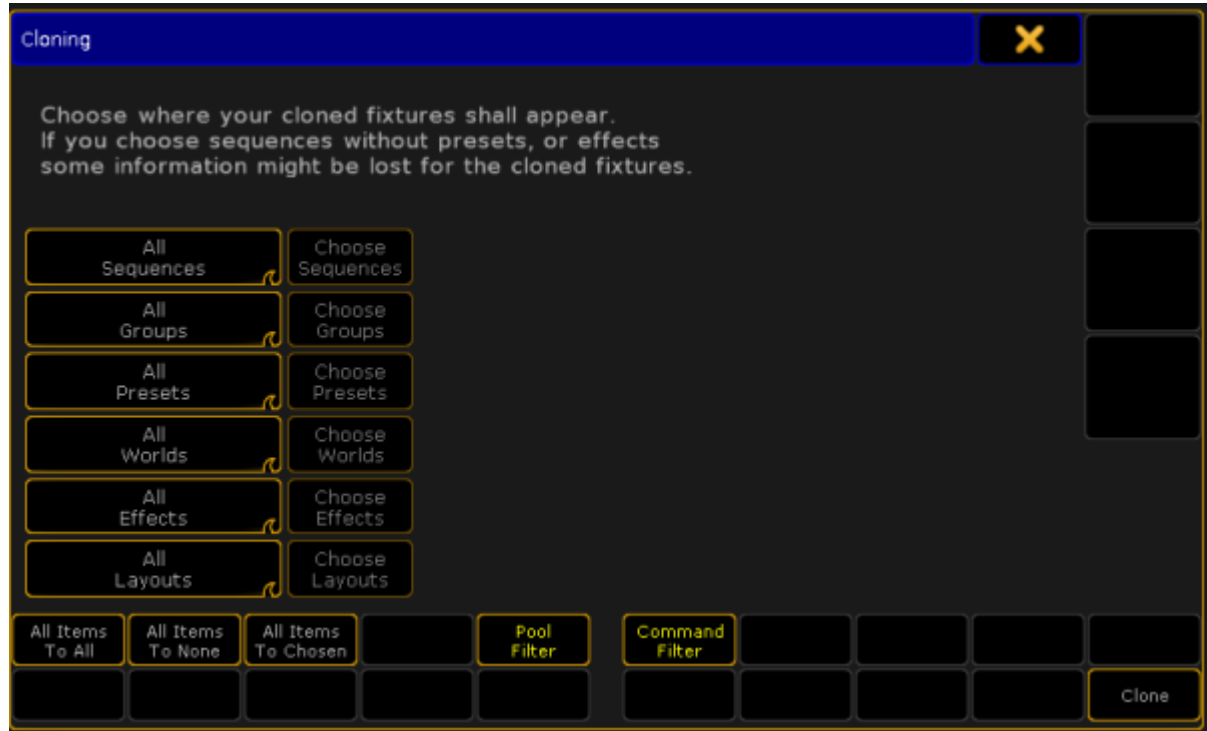 Cloning
Choose where your cloned fixtures shall appear.
If you choose sequences without presets, or effects
some information might be lost for the cloned fixtures.
All
Sequences
Choose
Sequences
All
Groups
Choose
Groups
All
Presets
Choose
Presets
All
Worlds
Choose
Worlds
All
Effects
Choose
Effects
All
Layouts
Choose
Layouts
All Items
To All
All Items
To None
All Items
To Chosen
Pool
Filter
Command
Filter
Clone